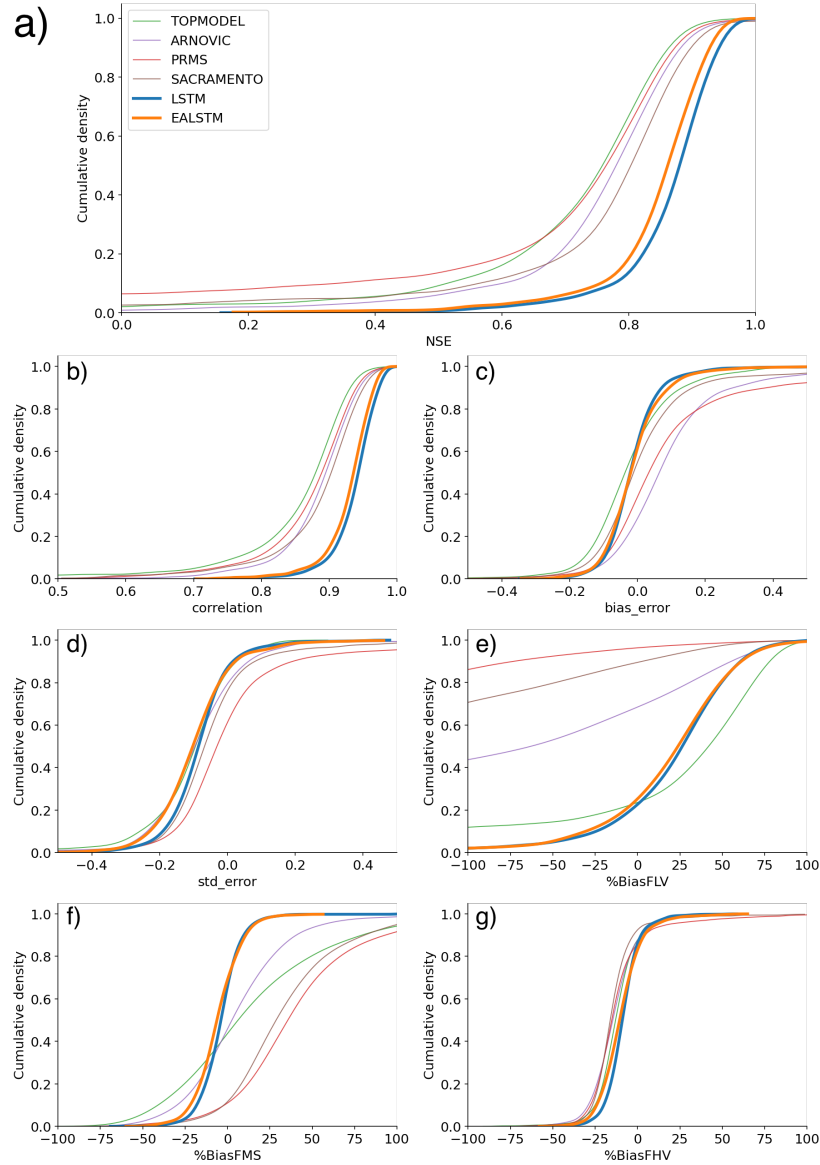 a)
TOPMODEL
ARNOVIC
PRMS
SACRAMENTO
LSTM
EALSTM
Cumulative density
1.0
0.8
0.6
0.4
0.2
0.0
0.0 0.2 0.4 0.6 0.8 1.0
NSE
b)
Cumulative density
1.0
0.8
0.6
0.4
0.2
0.0
0.5 0.6 0.7 0.8 0.9 1.0
correlation
c)
Cumulative density
1.0
0.8
0.6
0.4
0.2
0.0
−0.4 −0.2 0.0 0.2 0.4
bias_error
d)
Cumulative density
1.0
0.8
0.6
0.4
0.2
0.0
−0.4 −0.2 0.0 0.2 0.4
std_error
e)
Cumulative density
1.0
0.8
0.6
0.4
0.2
0.0
−100 −75 −50 −25 0 25 50 75 100
%BiasFLV
f)
Cumulative density
1.0
0.8
0.6
0.4
0.2
0.0
−100 −75 −50 −25 0 25 50 75 100
%BiasFMS
g)
Cumulative density
1.0
0.8
0.6
0.4
0.2
0.0
−100 −75 −50 −25 0 25 50 75 100
%BiasFHV